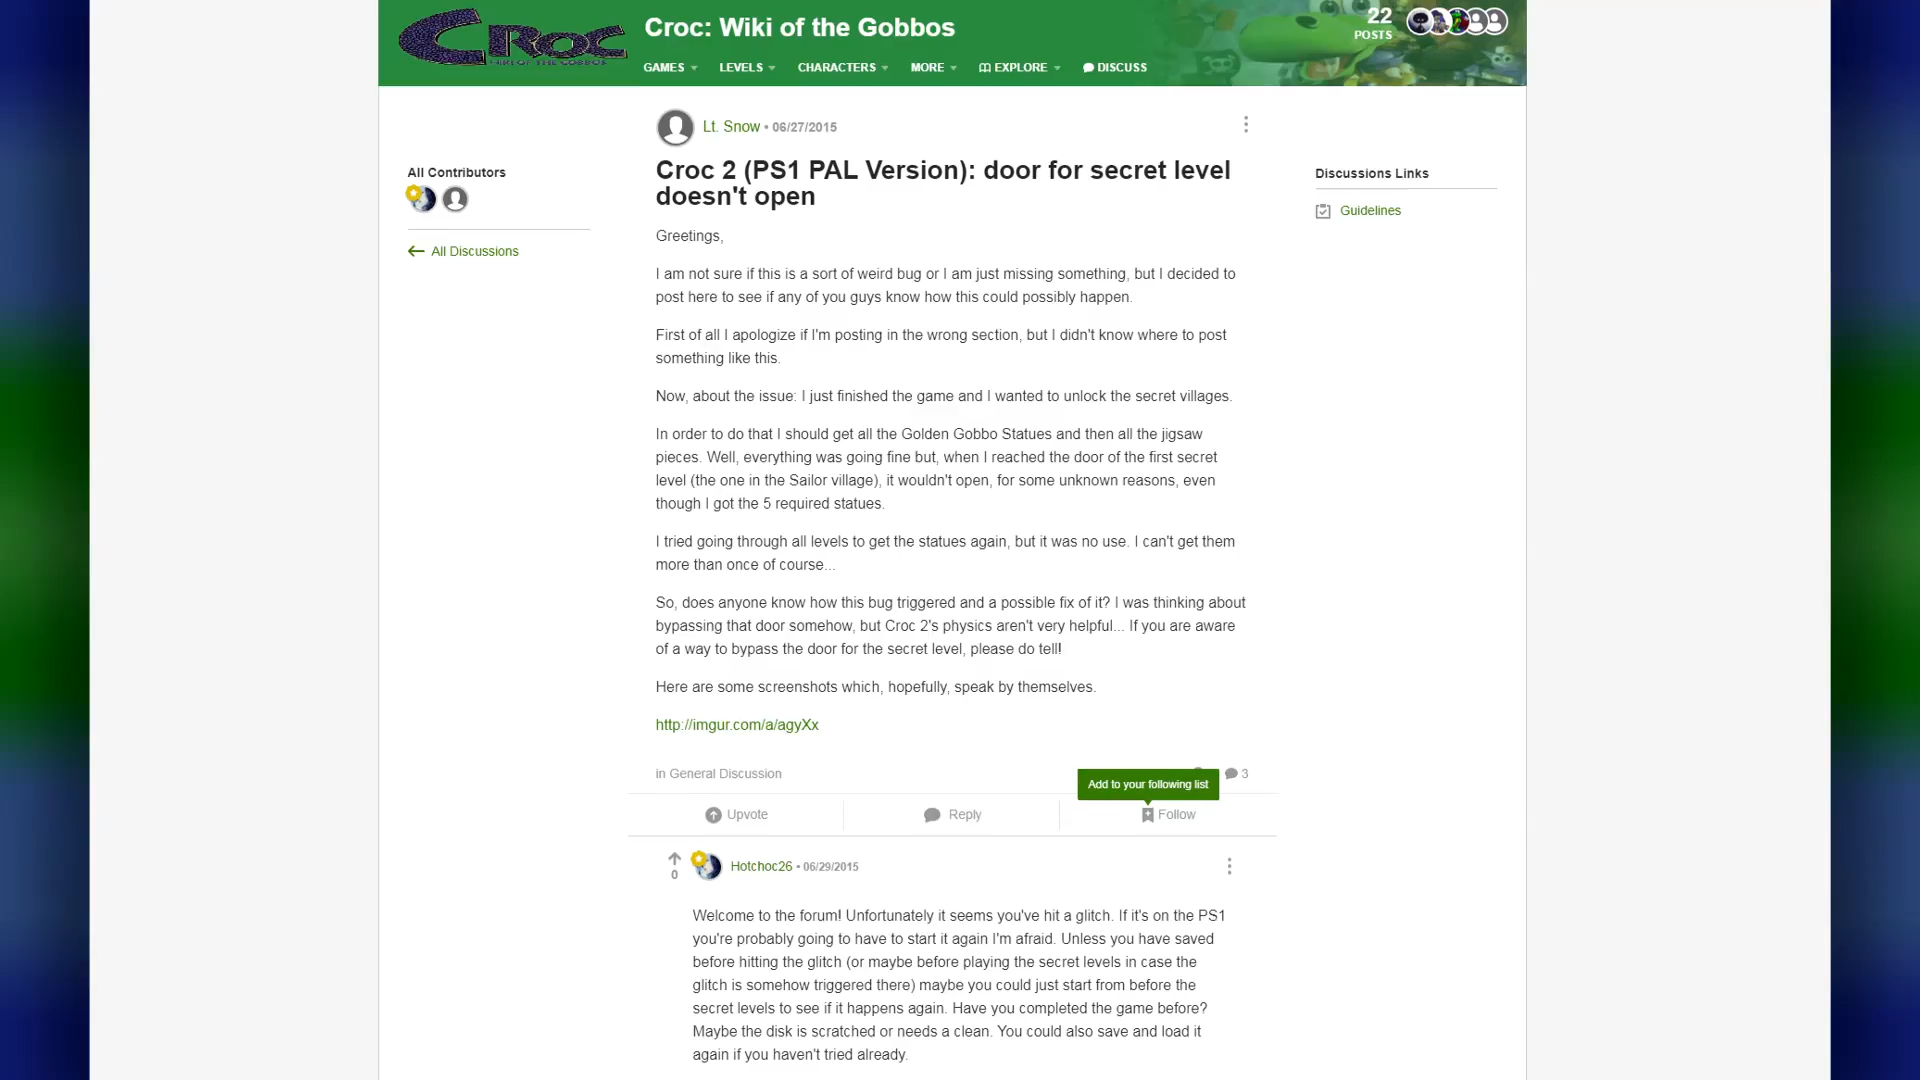 CROC
WIKI OF THE GOBBOS
Croc: Wiki of the Gobbos
22
POSTS
GAMES
LEVELS
CHARACTERS
MORE
EXPLORE
DISCUSS
All Contributors
All Discussions
Lt. Snow • 06/27/2015
Croc 2 (PS1 PAL Version): door for secret level
doesn't open
Greetings,
I am not sure if this is a sort of weird bug or I am just missing something, but I decided to
post here to see if any of you guys know how this could possibly happen.
First of all I apologize if I'm posting in the wrong section, but I didn't know where to post
something like this.
Now, about the issue: I just finished the game and I wanted to unlock the secret villages.
In order to do that I should get all the Golden Gobbo Statues and then all the jigsaw
pieces. Well, everything was going fine but, when I reached the door of the first secret
level (the one in the Sailor village), it wouldn't open, for some unknown reasons, even
though I got the 5 required statues.
I tried going through all levels to get the statues again, but it was no use. I can't get them
more than once of course...
So, does anyone know how this bug triggered and a possible fix of it? I was thinking about
bypassing that door somehow, but Croc 2's physics aren't very helpful... If you are aware
of a way to bypass the door for the secret level, please do tell!
Here are some screenshots which, hopefully, speak by themselves.
http://imgur.com/a/agyXx
in General Discussion
3
Add to your following list
Upvote
Reply
Follow
0
Hotchoc26 • 06/29/2015
Welcome to the forum! Unfortunately it seems you've hit a glitch. If it's on the PS1
you're probably going to have to start it again I'm afraid. Unless you have saved
before hitting the glitch (or maybe before playing the secret levels in case the
glitch is somehow triggered there) maybe you could just start from before the
secret levels to see if it happens again. Have you completed the game before?
Maybe the disk is scratched or needs a clean. You could also save and load it
again if you haven't tried already.
Discussions Links
Guidelines